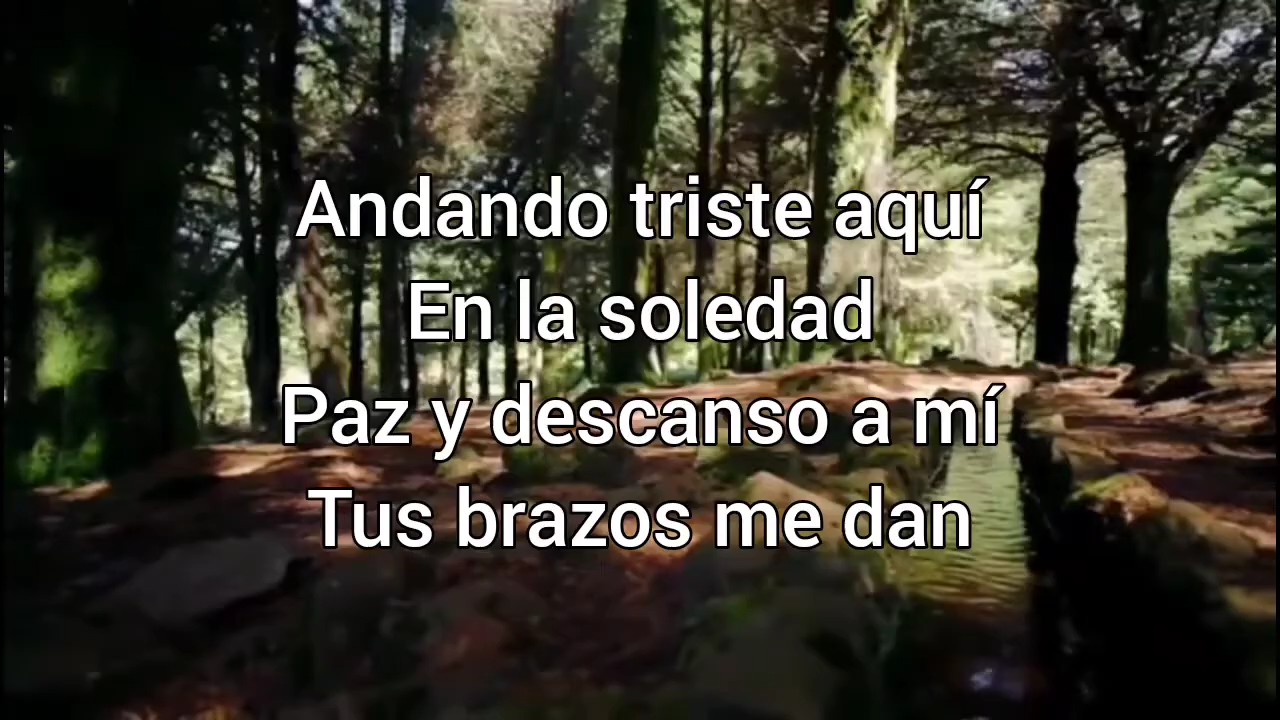 Andando triste aquí
En la soledad
Paz y descanso a mí
Tus brazos me dan